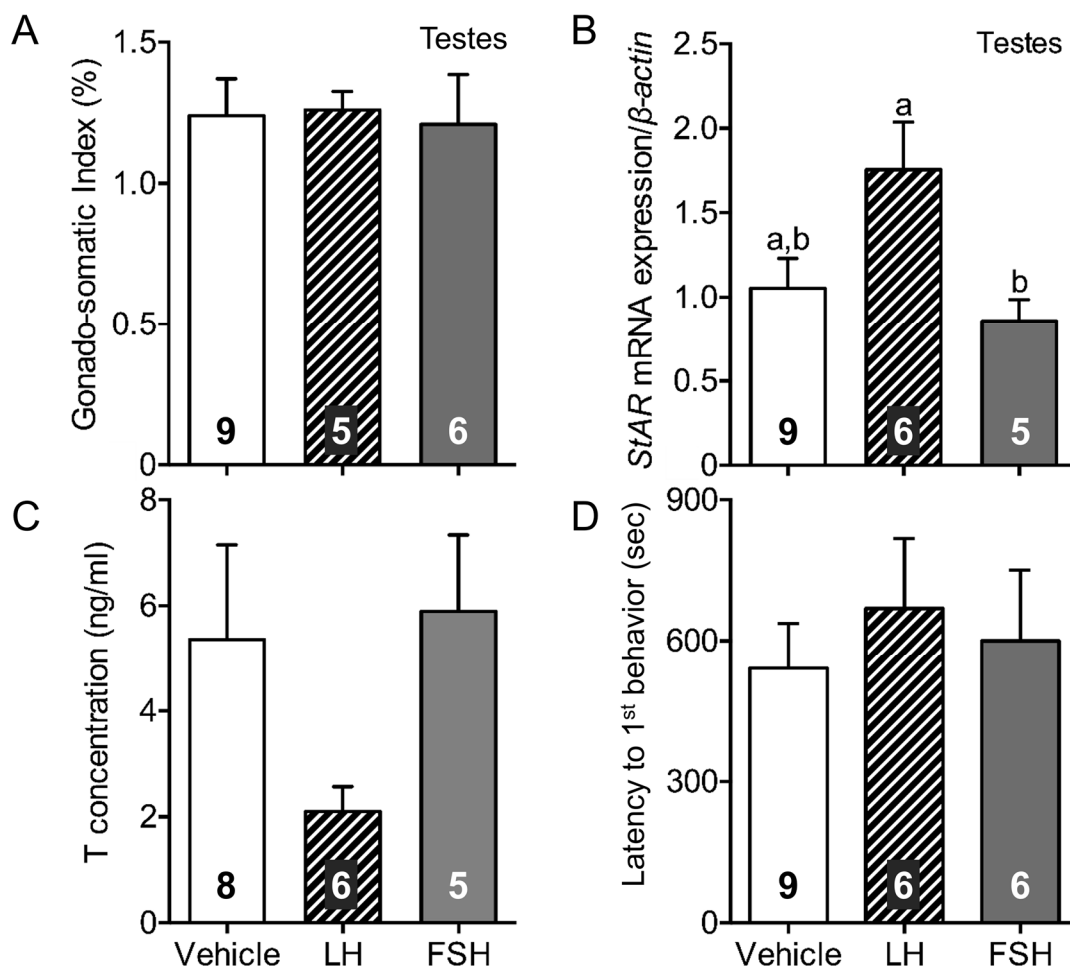 A
Testes
Gonado-somatic Index (%)
1.5
1.0
0.5
0
9
5
6
B
Testes
StAR mRNA expression/β-actin
2.5
2.0
1.5
1.0
0.5
0
a,b
a
b
9
6
5
C
T concentration (ng/ml)
8
6
4
2
0
8
6
5
Vehicle
LH
FSH
D
Latency to 1st behavior (sec)
900
600
300
0
9
6
6
Vehicle
LH
FSH